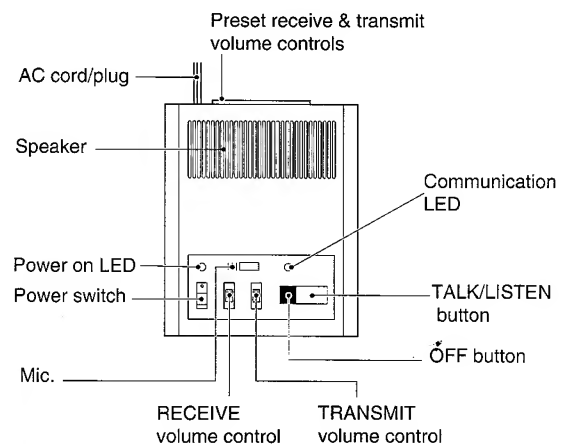 Preset receive & transmit
volume controls
AC cord/plug
Speaker
Communication
LED
Power on LED
Power switch
TALK/LISTEN
button
OFF button
Mic.
RECEIVE
volume control
TRANSMIT
volume control